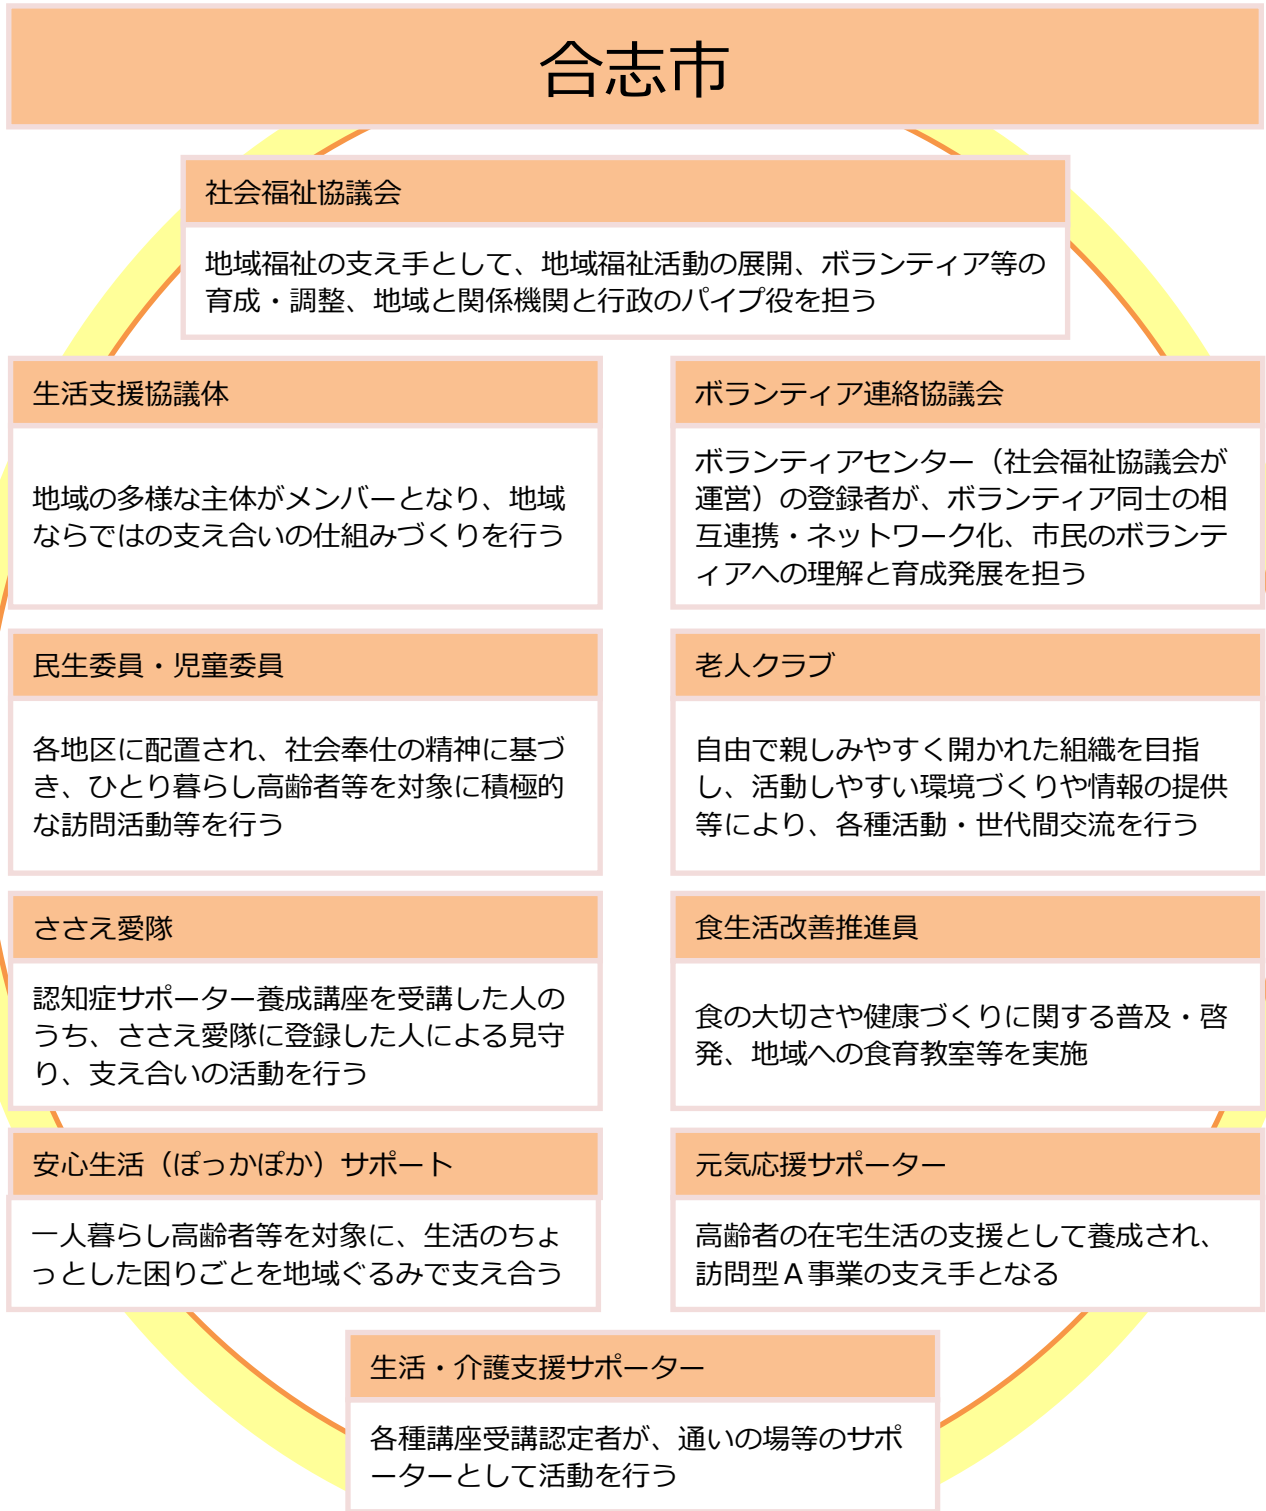 合志市
社会福祉協議会
地域福祉の支え手として、地域福祉活動の展開、ボランティア等の
育成・調整、地域と関係機関と行政のパイプ役を担う
生活支援協議体
地域の多様な主体がメンバーとなり、地域
ならではの支え合いの仕組みづくりを行う
ボランティア連絡協議会
ボランティアセンター（社会福祉協議会が
運営）の登録者が、ボランティア同士の相
互連携・ネットワーク化、市民のボランテ
ィアへの理解と育成発展を担う
民生委員・児童委員
各地区に配置され、社会奉仕の精神に基づ
き、ひとり暮らし高齢者等を対象に積極的
な訪問活動等を行う
老人クラブ
自由で親しみやすく開かれた組織を目指
し、活動しやすい環境づくりや情報の提供
等により、各種活動・世代間交流を行う
ささえ愛隊
認知症サポーター養成講座を受講した人の
うち、ささえ愛隊に登録した人による見守
り、支え合いの活動を行う
食生活改善推進員
食の大切さや健康づくりに関する普及・啓
発、地域への食育教室等を実施
安心生活（ぽっかぽか）サポート
一人暮らし高齢者等を対象に、生活のちょ
っとした困りごとを地域ぐるみで支え合う
元気応援サポーター
高齢者の在宅生活の支援として養成され、
訪問型Ａ事業の支え手となる
生活・介護支援サポーター
各種講座受講認定者が、通いの場等のサポ
ーターとして活動を行う